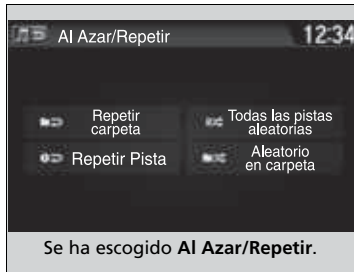 Al Azar/Repetir
12:34
Repetir
carpeta
Todas las pistas
aleatorias
Repetir Pista
Aleatorio
en carpeta
Se ha escogido Al Azar/Repetir.